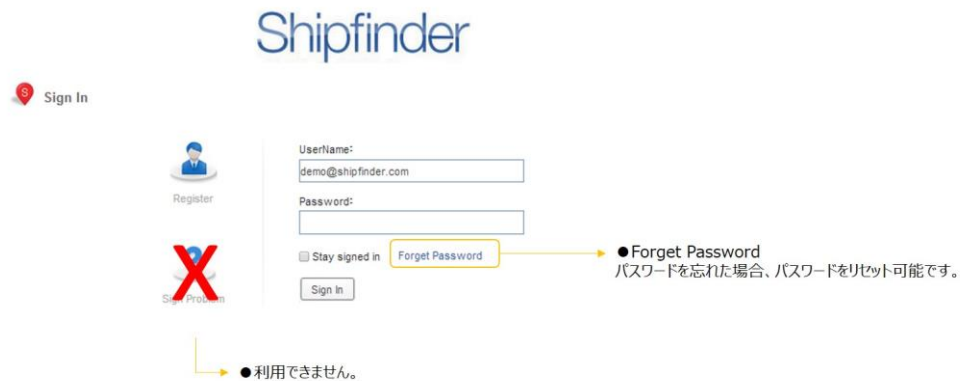 Shipfinder
S
Sign In
UserName:
demo@shipfinder.com
Register
Password:
Stay signed in
Forget Password
●Forget Password
パスワードを忘れた場合、パスワードをリセット可能です。
Sign Problem
Sign In
●利用できません。